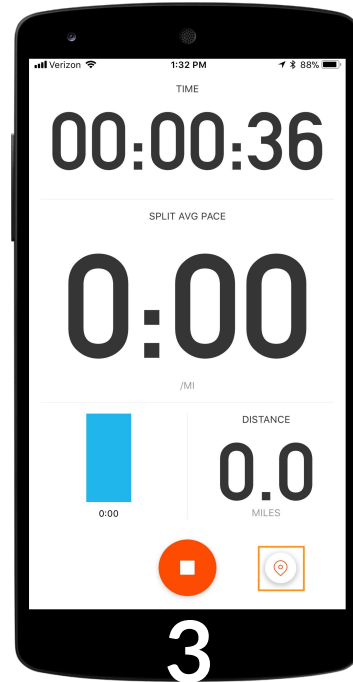 Verizon 1:32 PM 88%
TIME
00:00:36
SPLIT AVG PACE
0:00
/MI
0:00
DISTANCE
0.0
MILES
3